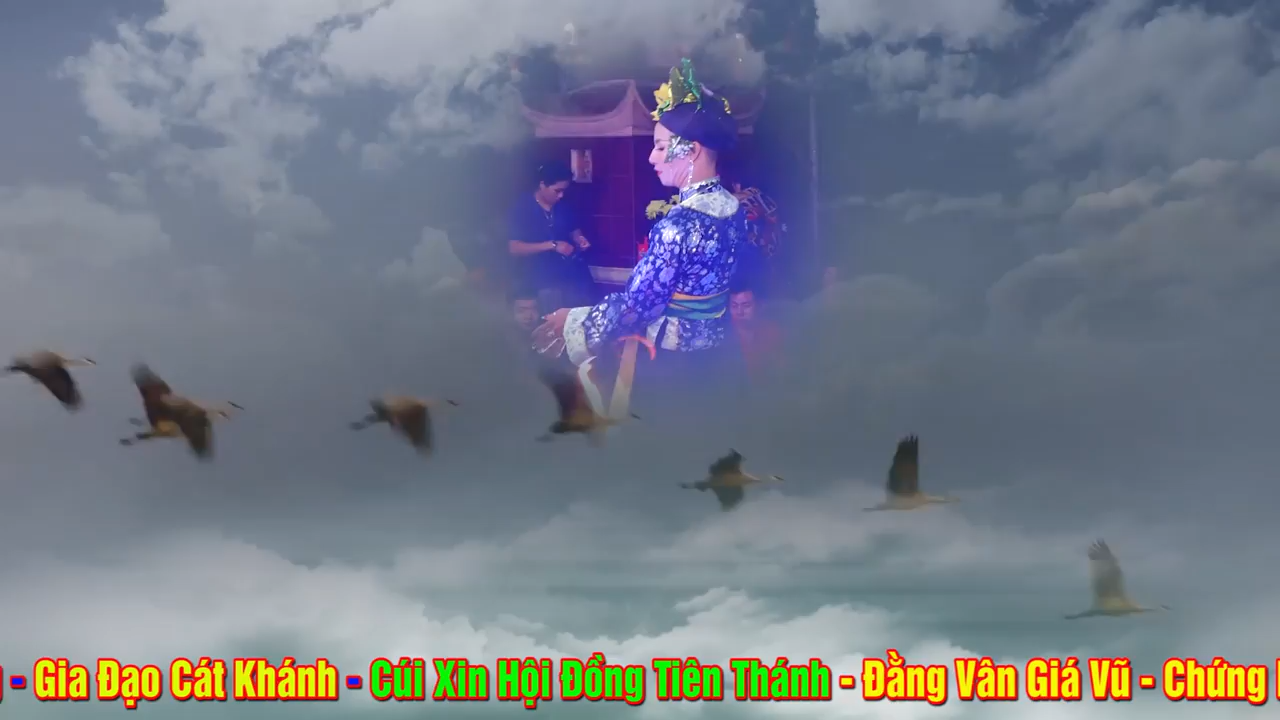 - Gia Đạo Cát Khánh - Cúi Xin Hội Đồng Tiên Thánh - Đằng Vân Giá Vũ - Chứng